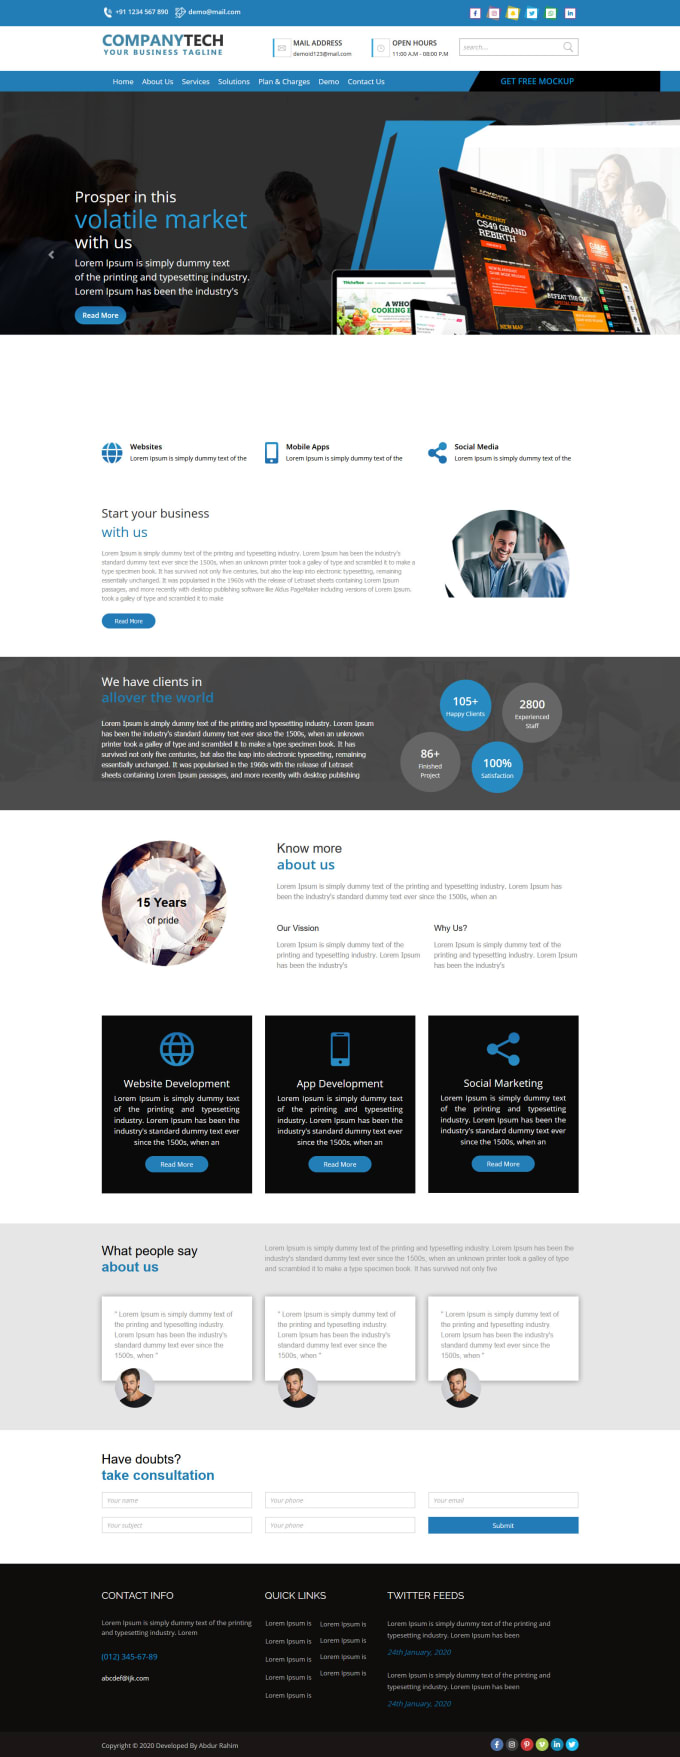 +91 1234 567 890
demo@mail.com
COMPANYTECH
YOUR BUSINESS TAGLINE
MAIL ADDRESS
demoid123@mail.com
OPEN HOURS
11:00 A.M - 08:00 P.M
search...
Home
About Us
Services
Solutions
Plan & Charges
Demo
Contact Us
GET FREE MOCKUP
Prosper in this
volatile market
with us
Lorem Ipsum is simply dummy text
of the printing and typesetting industry.
Lorem Ipsum has been the industry's
Read More
BLACKSHOT
CS49 GRAND
REBIRTH
A WHO
COOKING
NEW MAP
Websites
Lorem Ipsum is simply dummy text of the
Mobile Apps
Lorem Ipsum is simply dummy text of the
Social Media
Lorem Ipsum is simply dummy text of the
Start your business
with us
Lorem Ipsum is simply dummy text of the printing and typesetting industry. Lorem Ipsum has been the industry's
standard dummy text ever since the 1500s, when an unknown printer took a galley of type and scrambled it to make a
type specimen book. It has survived not only five centuries, but also the leap into electronic typesetting, remaining
essentially unchanged. It was popularised in the 1960s with the release of Letraset sheets containing Lorem Ipsum
passages, and more recently with desktop publishing software like Aldus PageMaker including versions of Lorem Ipsum.
took a galley of type and scrambled it to make
Read More
We have clients in
allover the world
Lorem Ipsum is simply dummy text of the printing and typesetting industry. Lorem Ipsum
has been the industry's standard dummy text ever since the 1500s, when an unknown
printer took a galley of type and scrambled it to make a type specimen book. It has
survived not only five centuries, but also the leap into electronic typesetting, remaining
essentially unchanged. It was popularised in the 1960s with the release of Letraset
sheets containing Lorem Ipsum passages, and more recently with desktop publishing
105+
Happy Clients
2800
Experienced
Staff
86+
Finished
Project
100%
Satisfaction
15 Years
of pride
Know more
about us
Lorem Ipsum is simply dummy text of the printing and typesetting industry. Lorem Ipsum has
been the industry's standard dummy text ever since the 1500s, when an
Our Vission
Lorem Ipsum is simply dummy text of the
printing and typesetting industry. Lorem Ipsum
has been the industry's
Why Us?
Lorem Ipsum is simply dummy text of the
printing and typesetting industry. Lorem Ipsum
has been the industry's
Website Development
Lorem Ipsum is simply dummy text
of the printing and typesetting
industry. Lorem Ipsum has been the
industry's standard dummy text ever
since the 1500s, when an
Read More
App Development
Lorem Ipsum is simply dummy text
of the printing and typesetting
industry. Lorem Ipsum has been the
industry's standard dummy text ever
since the 1500s, when an
Read More
Social Marketing
Lorem Ipsum is simply dummy text
of the printing and typesetting
industry. Lorem Ipsum has been the
industry's standard dummy text ever
since the 1500s, when an
Read More
What people say
about us
Lorem Ipsum is simply dummy text of the printing and typesetting industry. Lorem Ipsum has been the
industry's standard dummy text ever since the 1500s, when an unknown printer took a galley of type
and scrambled it to make a type specimen book. It has survived not only five
" Lorem Ipsum is simply dummy text of
the printing and typesetting industry.
Lorem Ipsum has been the industry's
standard dummy text ever since the
1500s, when "
" Lorem Ipsum is simply dummy text of
the printing and typesetting industry.
Lorem Ipsum has been the industry's
standard dummy text ever since the
1500s, when "
" Lorem Ipsum is simply dummy text of
the printing and typesetting industry.
Lorem Ipsum has been the industry's
standard dummy text ever since the
1500s, when "
Have doubts?
take consultation
Your name
Your phone
Your email
Your subject
Your phone
Submit
CONTACT INFO
Lorem Ipsum is simply dummy text of the printing
and typesetting industry. Lorem
(012) 345-67-89
abcdef@ijk.com
QUICK LINKS
Lorem Ipsum is
Lorem Ipsum is
Lorem Ipsum is
Lorem Ipsum is
Lorem Ipsum is
Lorem Ipsum is
Lorem Ipsum is
Lorem Ipsum is
Lorem Ipsum is
TWITTER FEEDS
Lorem Ipsum is simply dummy text of the printing and
typesetting industry. Lorem Ipsum has been
24th January, 2020
Lorem Ipsum is simply dummy text of the printing and
typesetting industry. Lorem Ipsum has been
24th January, 2020
Copyright © 2020 Developed By Abdur Rahim